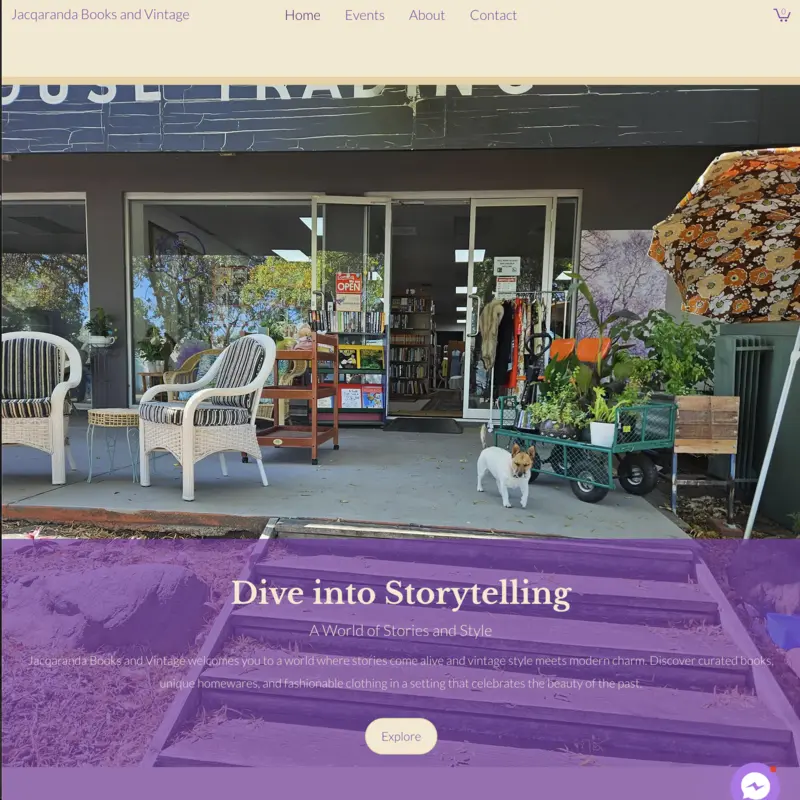 Jacqaranda Books and Vintage
Home Events About Contact
0
OUSE TRADING
OPEN
Dive into Storytelling
A World of Stories and Style
Jacqaranda Books and Vintage welcomes you to a world where stories come alive and vintage style meets modern charm. Discover curated books,
unique homewares, and fashionable clothing in a setting that celebrates the beauty of the past.
Explore